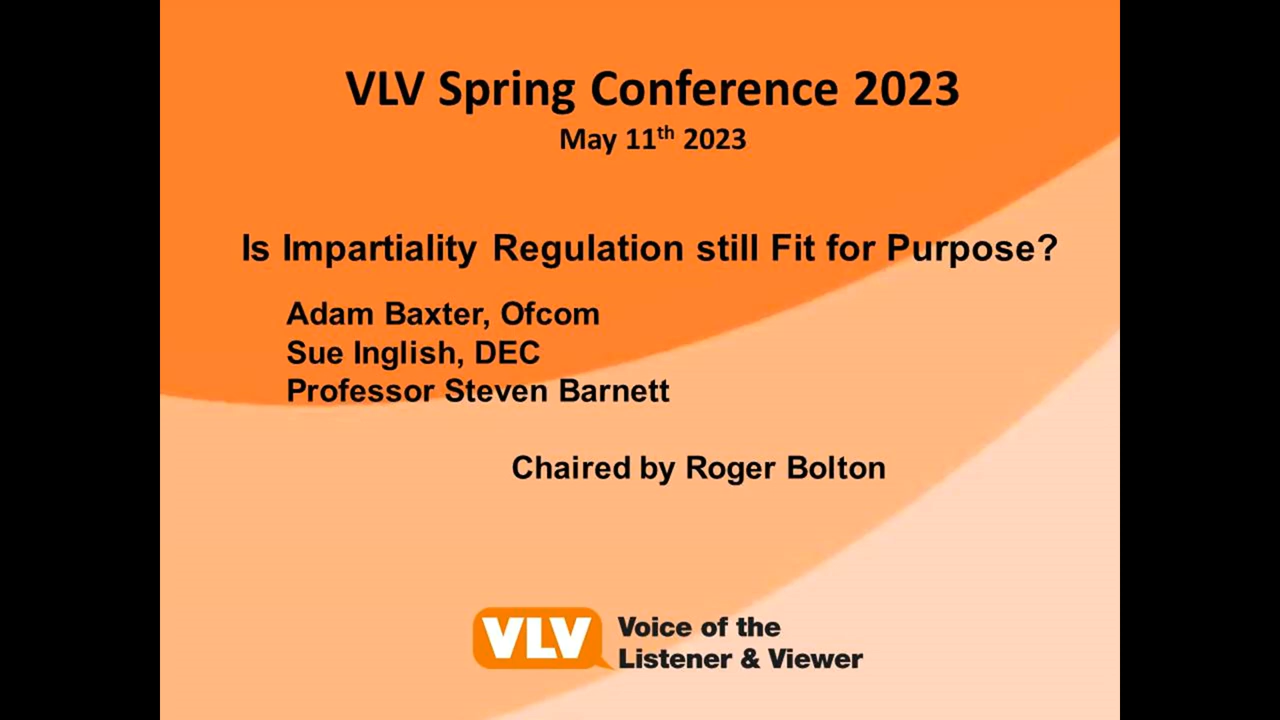 VLV Spring Conference 2023
May 11th 2023
Is Impartiality Regulation still Fit for Purpose?
Adam Baxter, Ofcom
Sue Inglish, DEC
Professor Steven Barnett
Chaired by Roger Bolton
VLV
Voice of the
Listener & Viewer